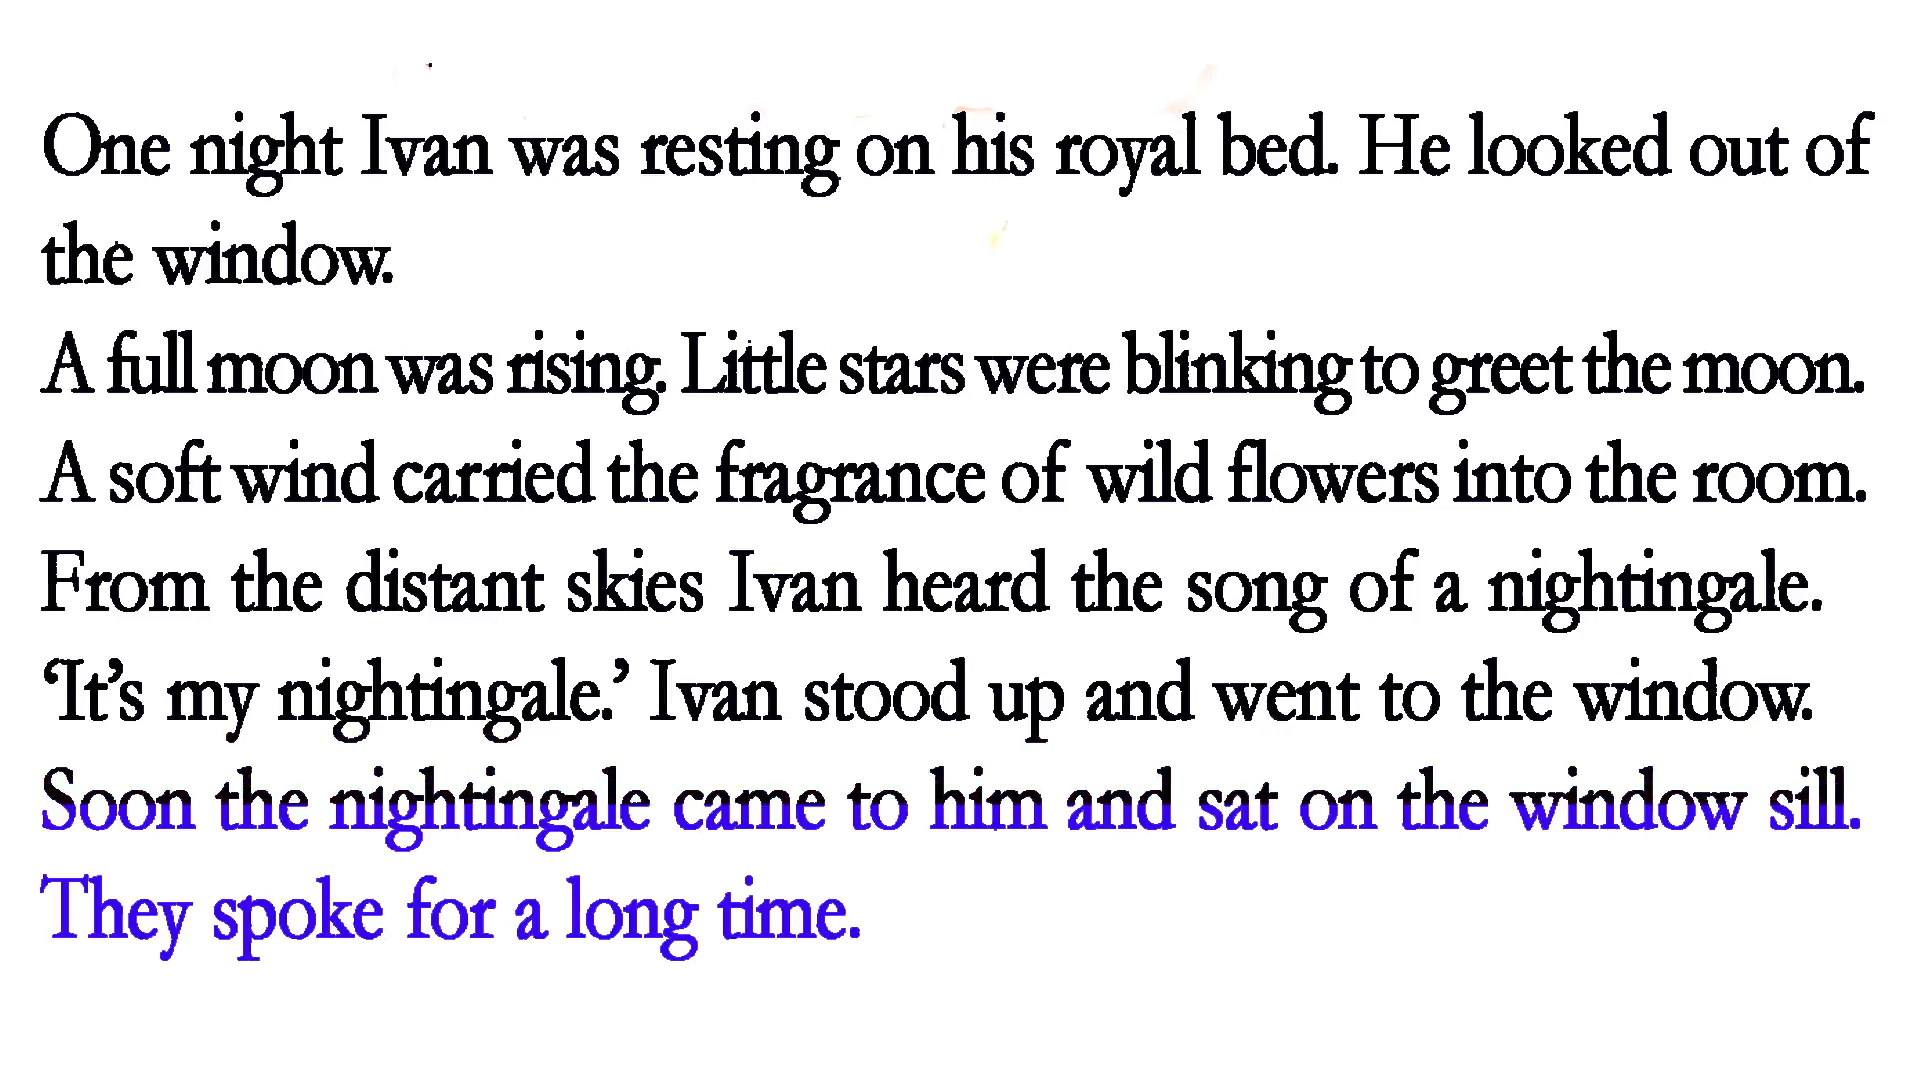 One night Ivan was resting on his royal bed. He looked out of
the window.
A full moon was rising. Little stars were blinking to greet the moon.
A soft wind carried the fragrance of wild flowers into the room.
From the distant skies Ivan heard the song of a nightingale.
‘It’s my nightingale.’ Ivan stood up and went to the window.
Soon the nightingale came to him and sat on the window sill.
They spoke for a long time.